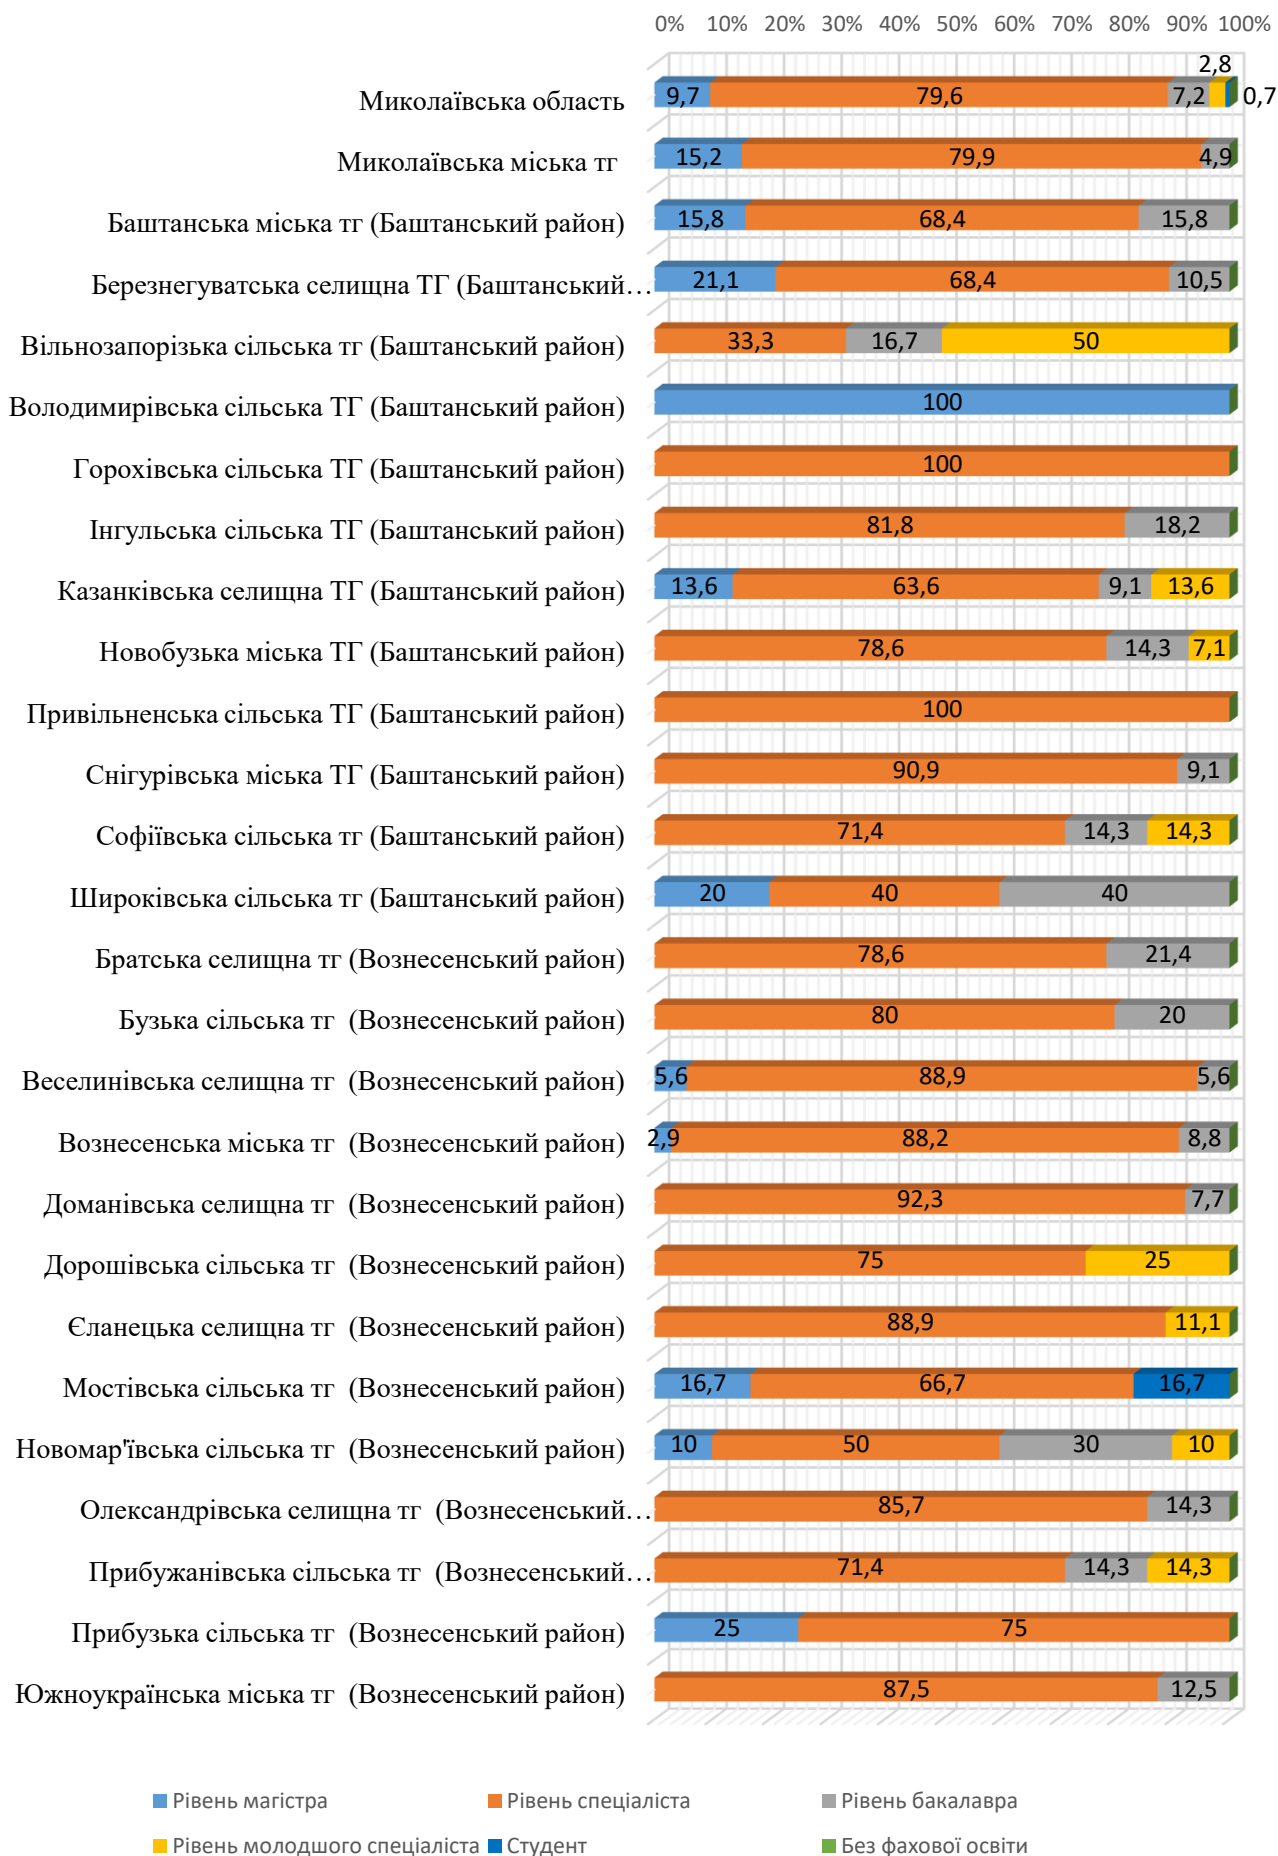 0% 10% 20% 30% 40% 50% 60% 70% 80% 90% 100%
2,8
Миколаївська область 9,7 79,6 7,2 0,7
Миколаївська міська тг 15,2 79,9 4,9
Баштанська міська тг (Баштанський район) 15,8 68,4 15,8
Березнегуватська селищна ТГ (Баштанський… 21,1 68,4 10,5
Вільнозапорізька сільська тг (Баштанський район) 33,3 16,7 50
Володимирівська сільська ТГ (Баштанський район) 100
Горохівська сільська ТГ (Баштанський район) 100
Інгульська сільська ТГ (Баштанський район) 81,8 18,2
Казанківська селищна ТГ (Баштанський район) 13,6 63,6 9,1 13,6
Новобузька міська ТГ (Баштанський район) 78,6 14,3 7,1
Привільненська сільська ТГ (Баштанський район) 100
Снігурівська міська ТГ (Баштанський район) 90,9 9,1
Софіївська сільська тг (Баштанський район) 71,4 14,3 14,3
Широківська сільська тг (Баштанський район) 20 40 40
Братська селищна тг (Вознесенський район) 78,6 21,4
Бузька сільська тг (Вознесенський район) 80 20
Веселинівська селищна тг (Вознесенський район) 5,6 88,9 5,6
Вознесенська міська тг (Вознесенський район) 2,9 88,2 8,8
Доманівська селищна тг (Вознесенський район) 92,3 7,7
Дорошівська сільська тг (Вознесенський район) 75 25
Єланецька селищна тг (Вознесенський район) 88,9 11,1
Мостівська сільська тг (Вознесенський район) 16,7 66,7 16,7
Новомар'ївська сільська тг (Вознесенський район) 10 50 30 10
Олександрівська селищна тг (Вознесенський… 85,7 14,3
Прибужанівська сільська тг (Вознесенський… 71,4 14,3 14,3
Прибузька сільська тг (Вознесенський район) 25 75
Южноукраїнська міська тг (Вознесенський район) 87,5 12,5
Рівень магістра Рівень спеціаліста Рівень бакалавра
Рівень молодшого спеціаліста Студент Без фахової освіти